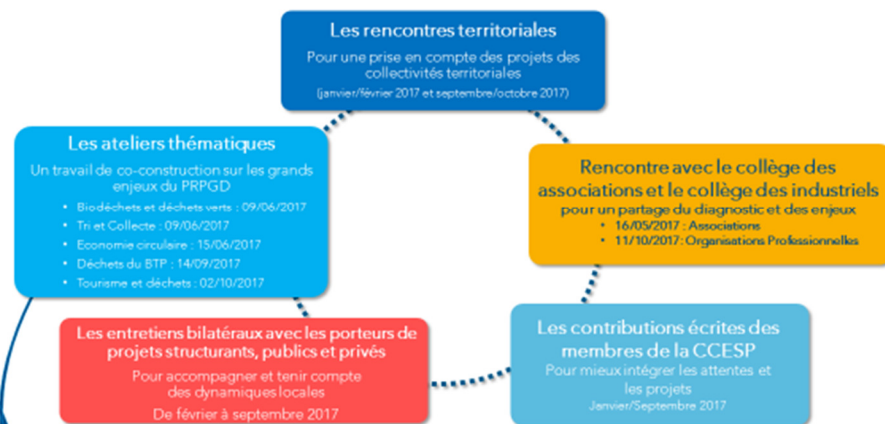 Les rencontres territoriales
Pour une prise en compte des projets des
collectivités territoriales
(janvier/février 2017 et septembre/octobre 2017)
Les ateliers thématiques
Un travail de co-construction sur les grands
enjeux du PRPGD
• Biodéchets et déchets verts : 09/06/2017
• Tri et Collecte : 09/06/2017
• Economie circulaire : 15/06/2017
• Déchets du BTP : 14/09/2017
• Tourisme et déchets : 02/10/2017
Rencontre avec le collège des
associations et le collège des industriels
pour un partage du diagnostic et des enjeux
• 16/05/2017 : Associations
• 11/10/2017: Organisations Professionnelles
Les entretiens bilatéraux avec les porteurs de
projets structurants, publics et privés
Pour accompagner et tenir compte
des dynamiques locales
De février à septembre 2017
Les contributions écrites des
membres de la CCESP
Pour mieux intégrer les attentes et
les projets
Janvier/Septembre 2017